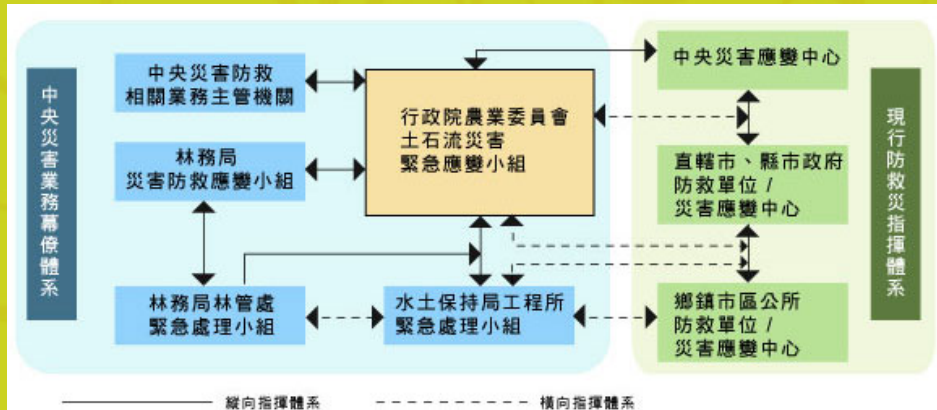 中央災害業務幕僚體系
中央災害防救
相關業務主管機關
林務局
災害防救應變小組
林務局林管處
緊急處理小組
行政院農業委員會
土石流災害
緊急應變小組
水土保持局工程所
緊急處理小組
中央災害應變中心
直轄市、縣市政府
防救單位/
災害應變中心
鄉鎮市區公所
防救單位/
災害應變中心
現行防救災指揮體系
縱向指揮體系
橫向指揮體系